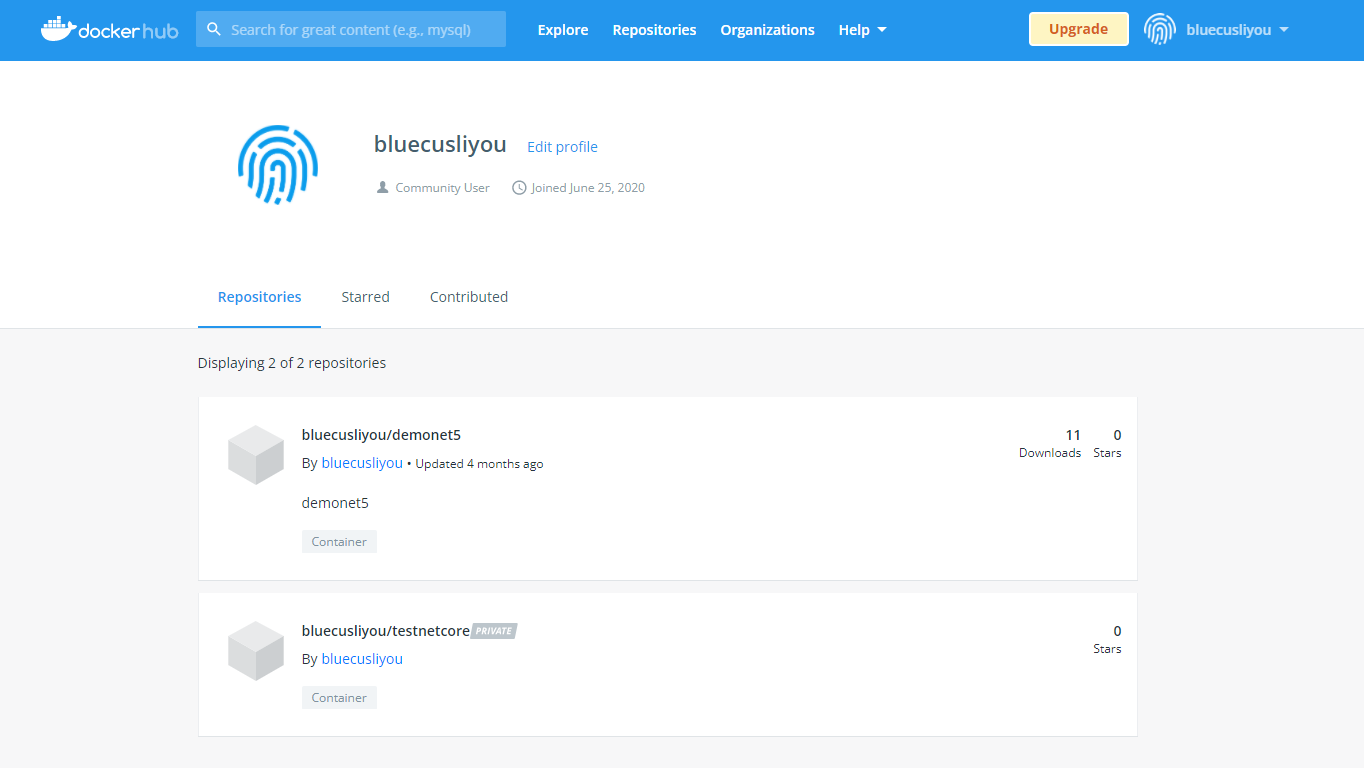 docker hub Search for great content (e.g., mysql) Explore Repositories Organizations Help Upgrade bluecusliyou
bluecusliyou Edit profile
Community User Joined June 25, 2020
Repositories Starred Contributed
Displaying 2 of 2 repositories
bluecusliyou/demonet5 11 0
By bluecusliyou • Updated 4 months ago Downloads Stars
demonet5
Container
bluecusliyou/testnetcore PRIVATE 0
By bluecusliyou Stars
Container